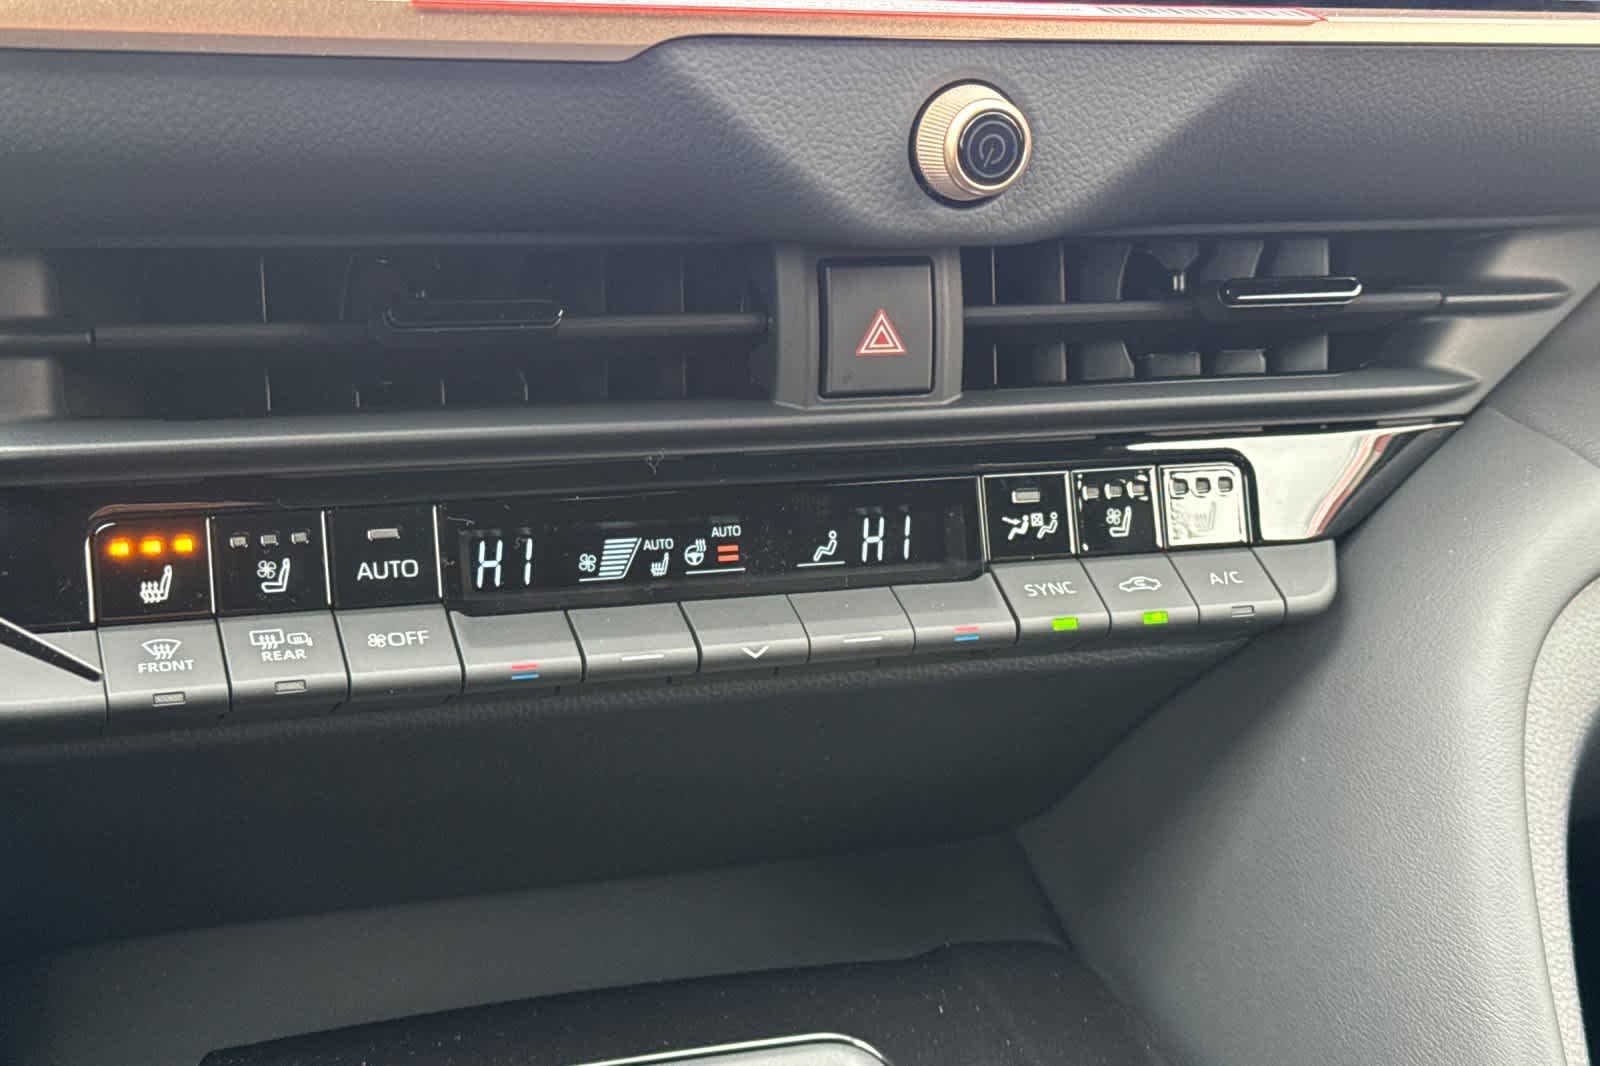 HI
AUTO
AUTO
HI
AUTO
FRONT
REAR
OFF
SYNC
A/C